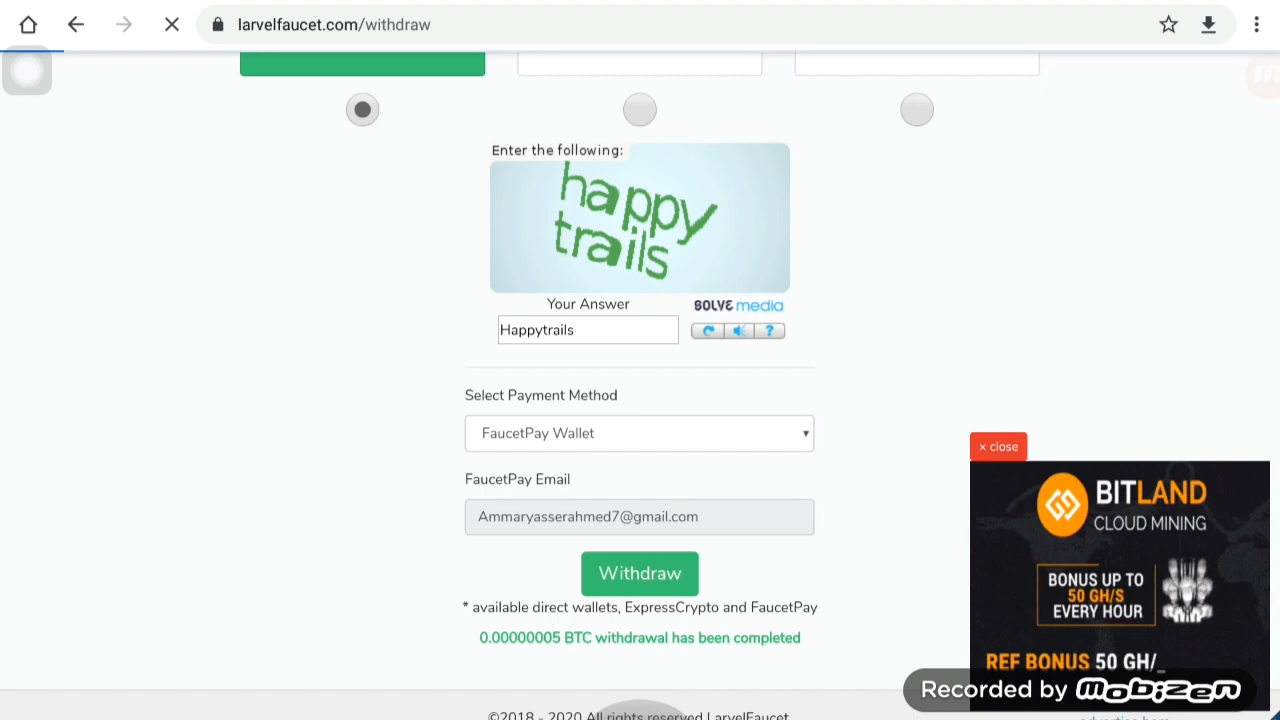 larvelfaucet.com/withdraw
Enter the following:
happy
trails
Your Answer
SOLVE media
Happytrails
?
Select Payment Method
FaucetPay Wallet
FaucetPay Email
Ammaryasserahmed7@gmail.com
Withdraw
* available direct wallets, ExpressCrypto and FaucetPay
0.00000005 BTC withdrawal has been completed
× close
BITLAND
CLOUD MINING
BONUS UP TO
50 GH/S
EVERY HOUR
REF BONUS 50 GH/_
Recorded by mobizen
©2018 - 2020 All rights reserved LarvelFaucet
advertise here